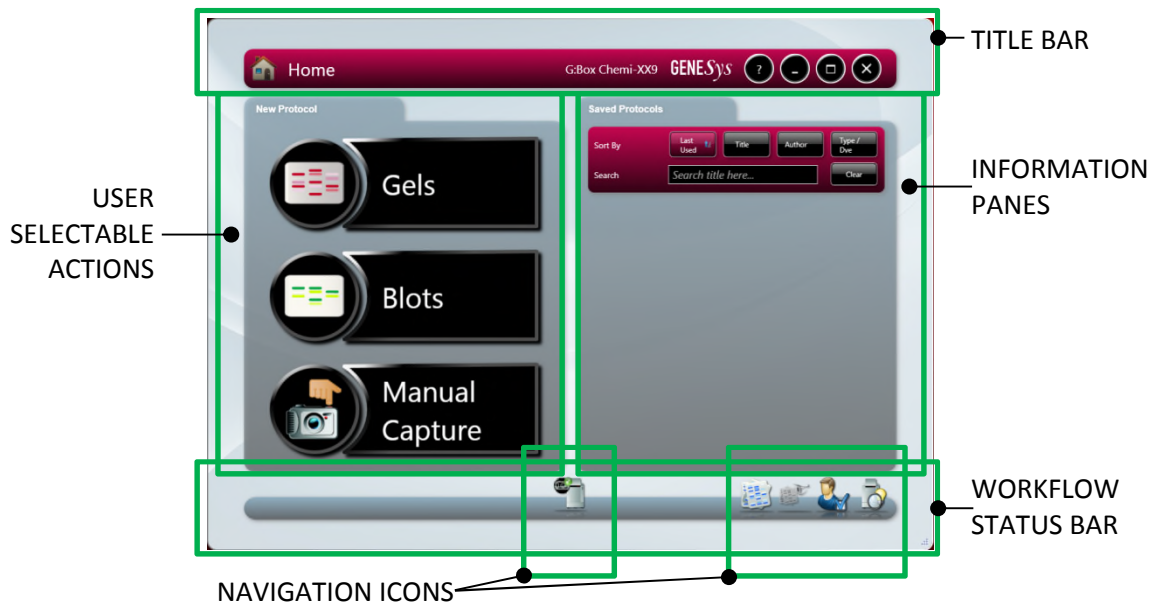 TITLE BAR
Home
G:Box Chemi-XX9
GENESys
?
New Protocol
Saved Protocols
Sort By
Last Used
Title
Author
Type / Dve
Search
Search title here...
Clear
INFORMATION
PANES
USER
SELECTABLE
ACTIONS
Gels
Blots
Manual
Capture
WORKFLOW
STATUS BAR
NAVIGATION ICONS